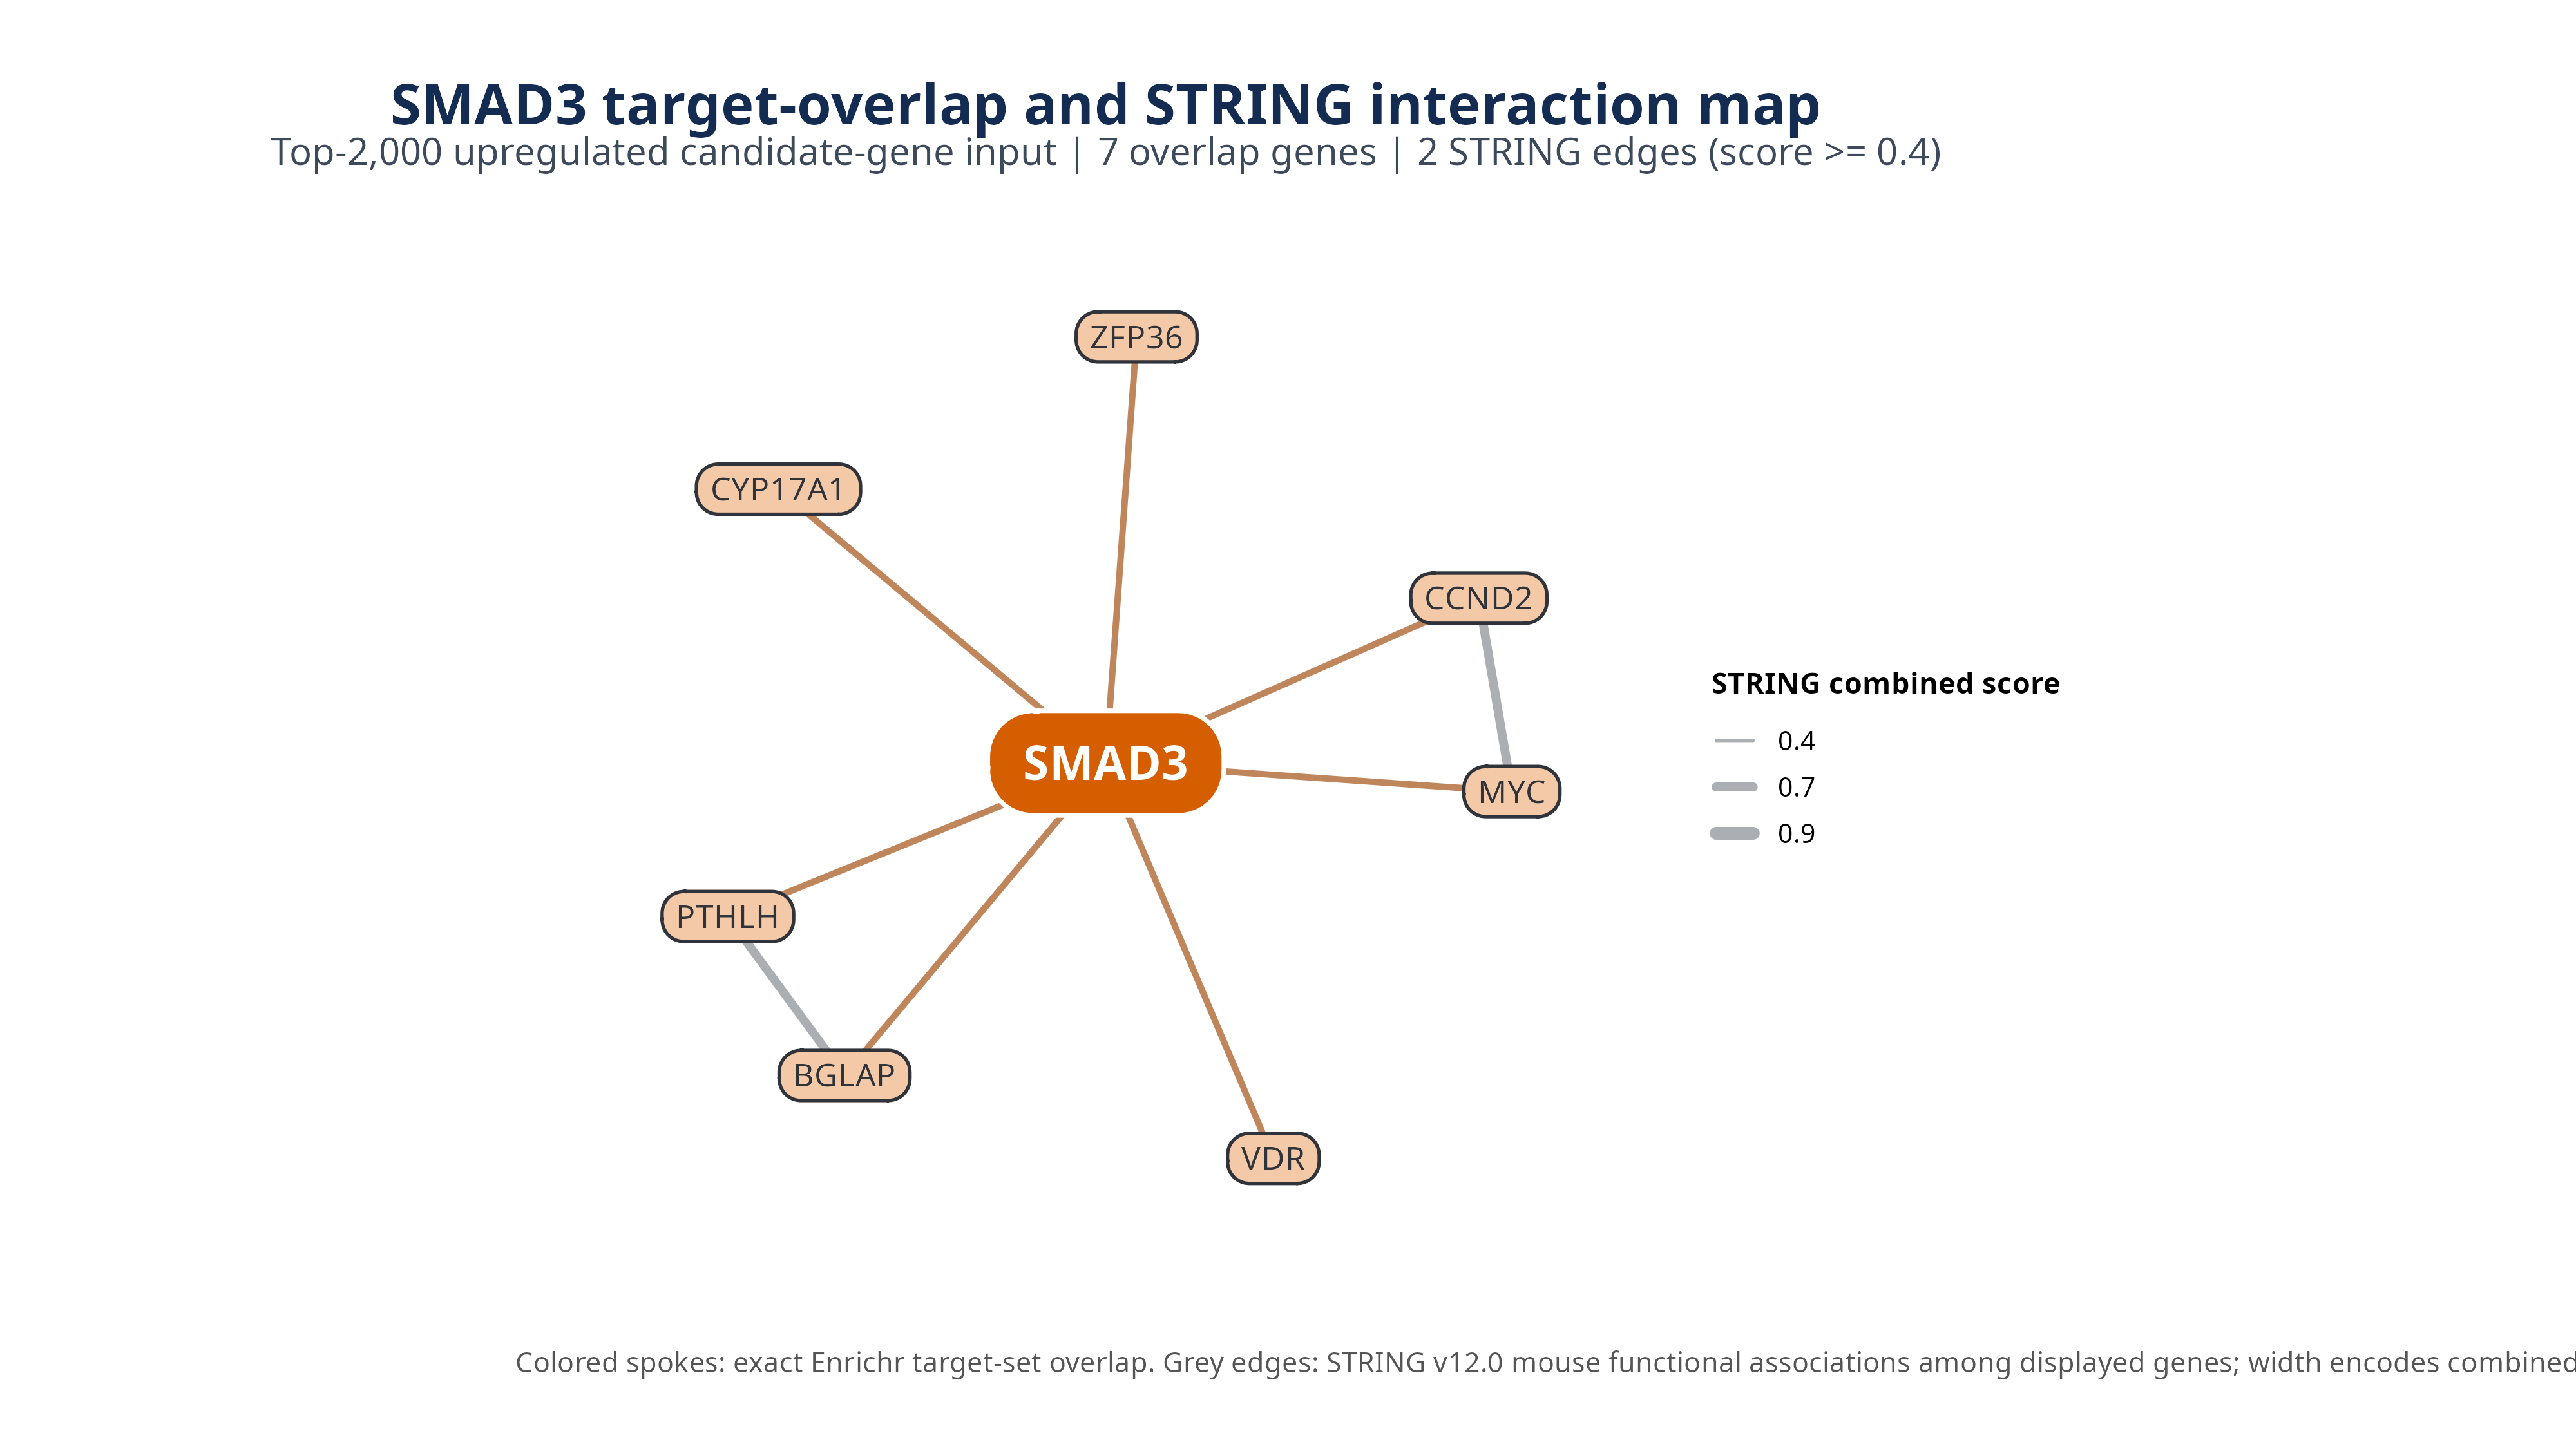 SMAD3 target-overlap and STRING interaction map
Top-2,000 upregulated candidate-gene input | 7 overlap genes | 2 STRING edges (score >= 0.4)
ZFP36
CYP17A1
CCND2
STRING combined score
0.4
SMAD3
0.7
MYC
0.9
PTHLH
BGLAP
VDR
Colored spokes: exact Enrichr target-set overlap. Grey edges: STRING v12.0 mouse functional associations among displayed genes; width encodes combined